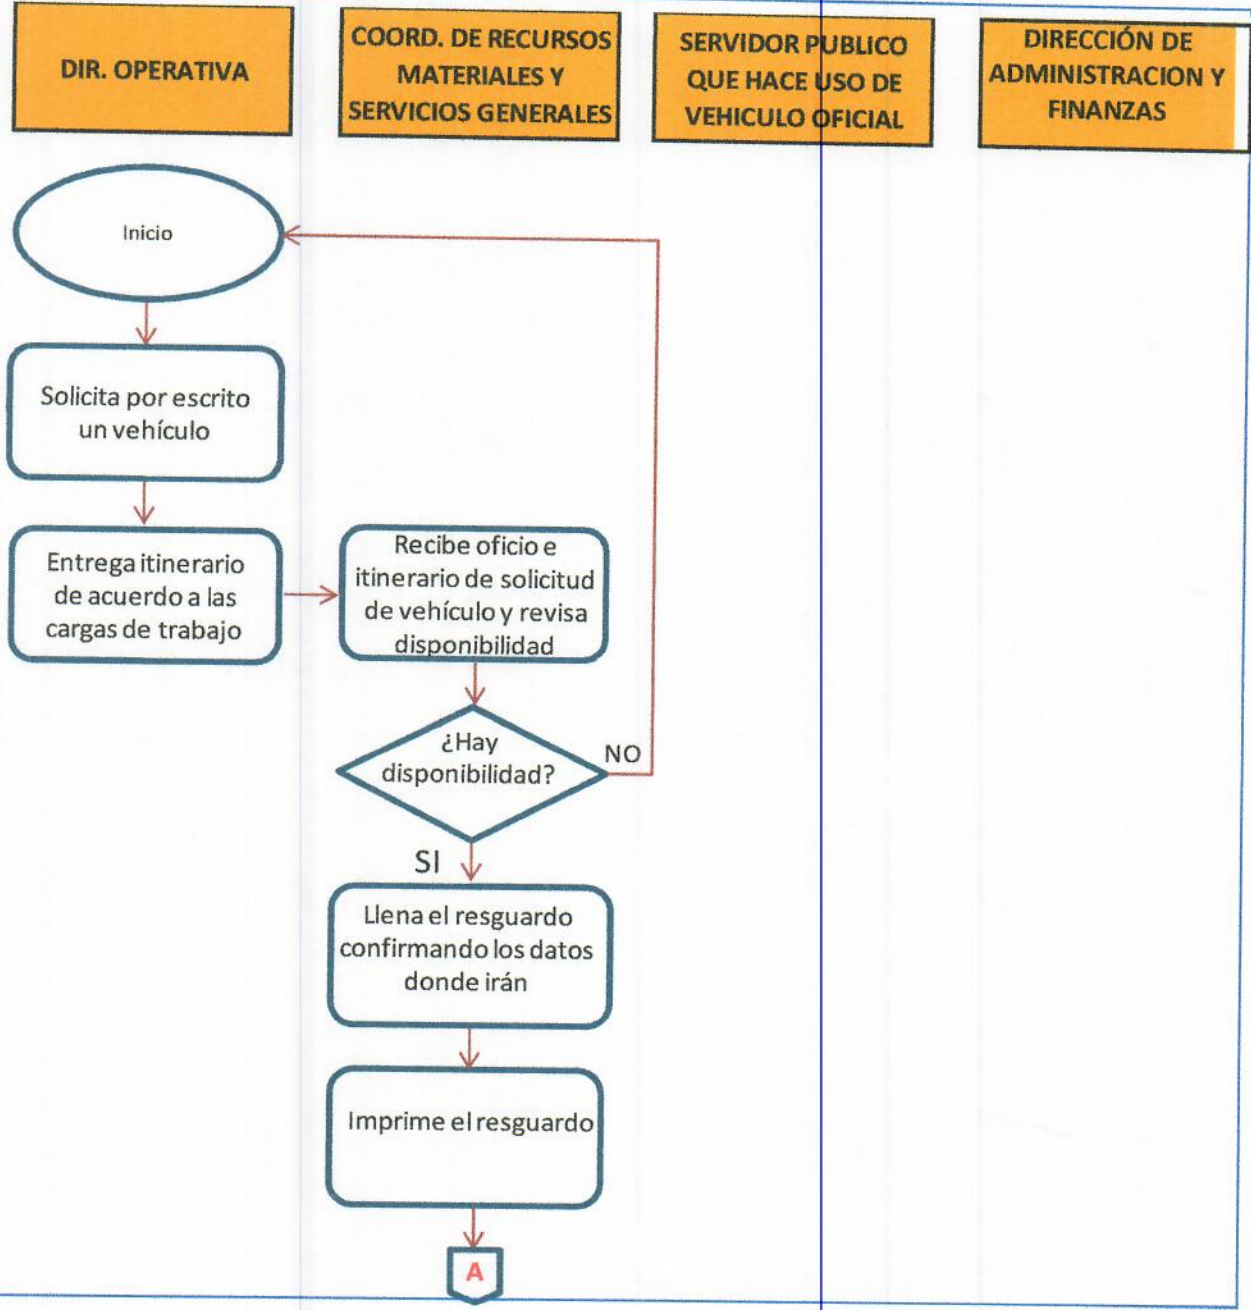 DIR. OPERATIVA
COORD. DE RECURSOS
MATERIALES Y
SERVICIOS GENERALES
SERVIDOR PUBLICO
QUE HACE USO DE
VEHICULO OFICIAL
DIRECCIÓN DE
ADMINISTRACION Y
FINANZAS
Inicio
Solicita por escrito
un vehículo
Entrega itinerario
de acuerdo a las
cargas de trabajo
Recibe oficio e
itinerario de solicitud
de vehículo y revisa
disponibilidad
¿Hay
disponibilidad?
NO
SI
Llena el resguardo
confirmando los datos
donde irán
Imprime el resguardo
A